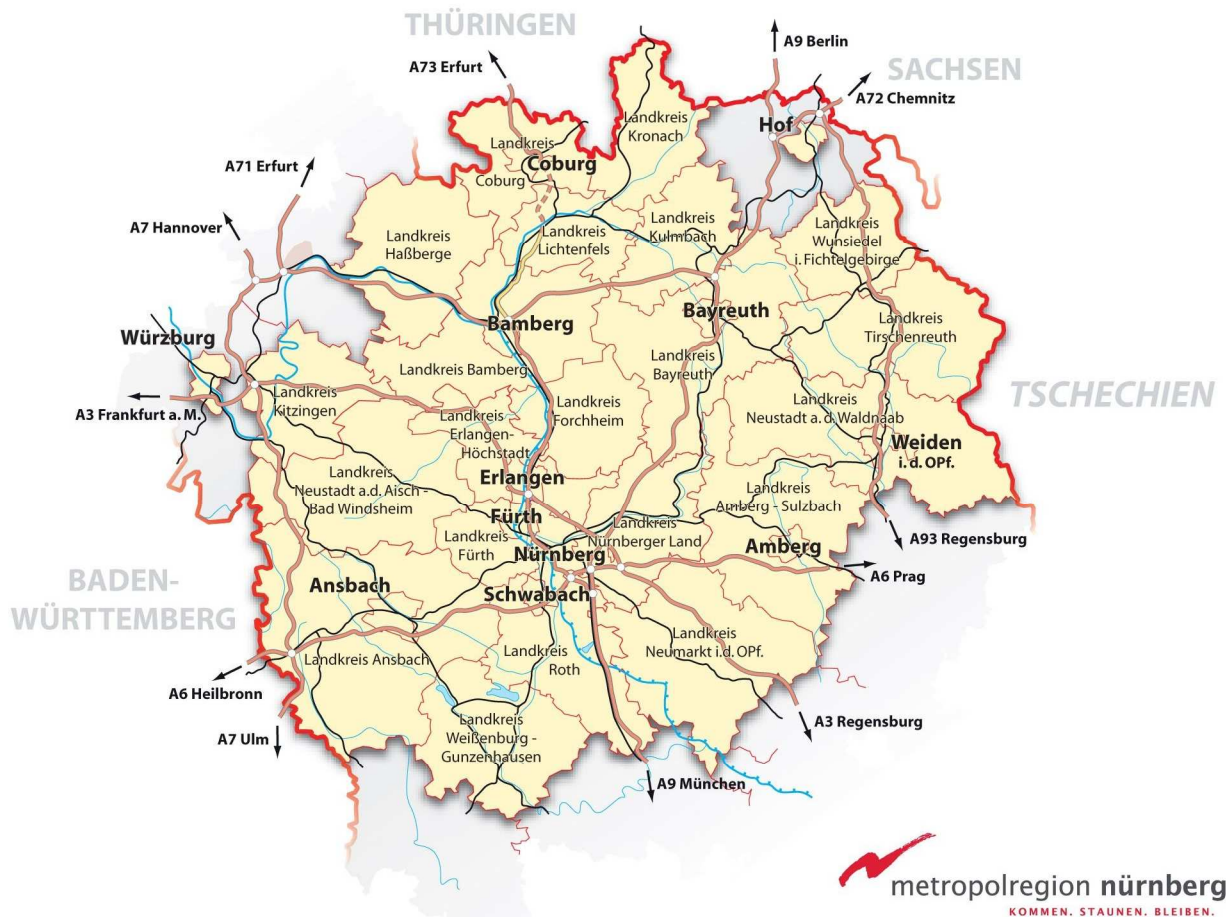 THÜRINGEN
A9 Berlin
A73 Erfurt
SACHSEN
A72 Chemnitz
Landkreis
Kronach
Hof
Landkreis
Coburg
Coburg
A71 Erfurt
A7 Hannover
Landkreis
Haßberge
Landkreis
Lichtenfels
Landkreis
Kulmbach
Landkreis
Wunsiedel
i. Fichtelgebirge
Würzburg
Bamberg
Bayreuth
Landkreis
Tirschenreuth
Landkreis Bamberg
Landkreis
Bayreuth
A3 Frankfurt a. M.
Landkreis
Kitzingen
Landkreis
Forchheim
Landkreis
Erlangen-
Höchstadt
Landkreis
Neustadt a. d. Waldnaab
TSCHECHIEN
Weiden
i. d. OPf.
Landkreis
Neustadt a.d. Aisch -
Bad Windsheim
Erlangen
Landkreis
Amberg - Sulzbach
Fürth
Landkreis
Fürth
Landkreis
Nürnberger Land
Nürnberg
Amberg
A93 Regensburg
A6 Prag
BADEN-
WÜRTTEMBERG
Ansbach
Schwabach
Landkreis Ansbach
Landkreis
Roth
Landkreis
Neumarkt i. d. OPf.
A6 Heilbronn
A7 Ulm
Landkreis
Weißenburg -
Gunzenhausen
A3 Regensburg
A9 München
metropolregion nürnberg
KOMMEN. STAUNEN. BLEIBEN.